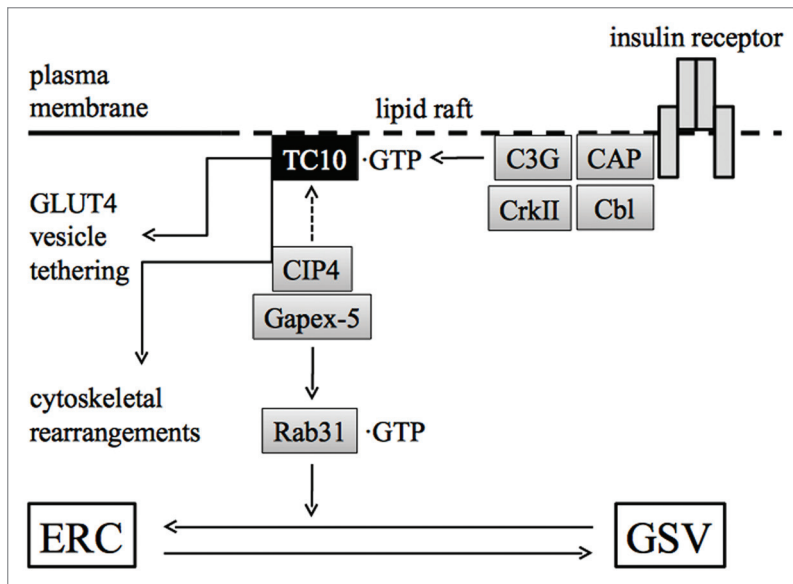 insulin receptor
plasma
membrane
lipid raft
TC10
·GTP
C3G
CAP
CrkII
Cbl
GLUT4
vesicle
tethering
CIP4
Gapex-5
cytoskeletal
rearrangements
Rab31
·GTP
ERC
GSV